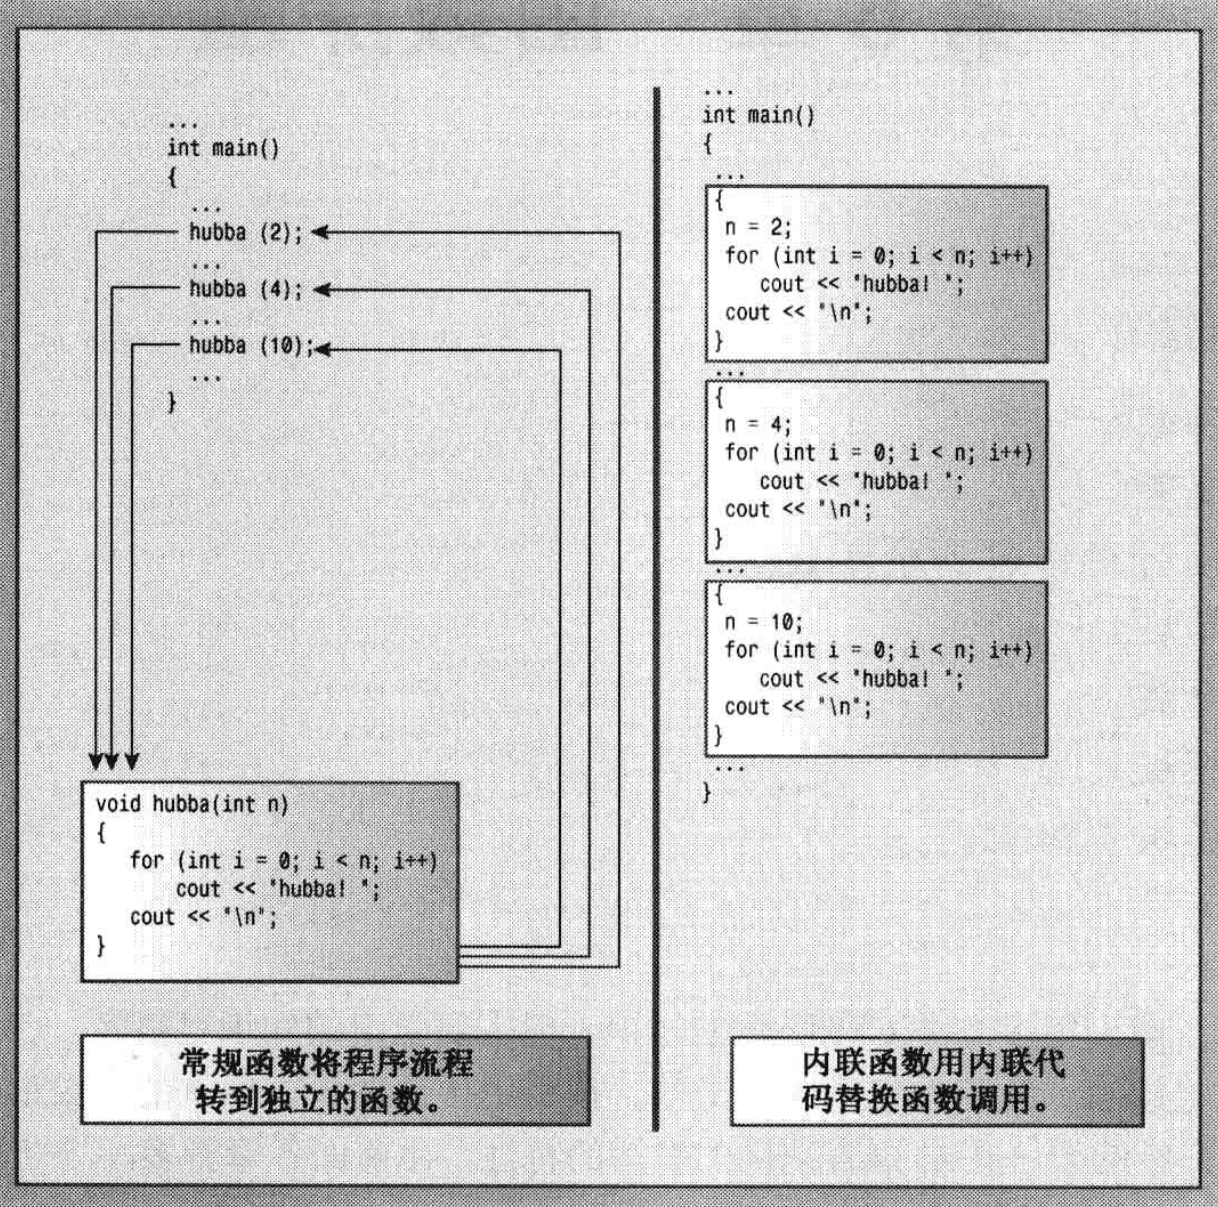 ...
int main()
{
...
hubba (2);
...
hubba (4);
...
hubba (10);
...
}
void hubba(int n)
{
for (int i = 0; i < n; i++)
cout << "hubba! ";
cout << "\n";
}
常规函数将程序流程
转到独立的函数。
...
int main()
{
...
{
n = 2;
for (int i = 0; i < n; i++)
cout << "hubba! ";
cout << "\n";
}
...
{
n = 4;
for (int i = 0; i < n; i++)
cout << "hubba! ";
cout << "\n";
}
...
{
n = 10;
for (int i = 0; i < n; i++)
cout << "hubba! ";
cout << "\n";
}
...
}
内联函数用内联代
码替换函数调用。